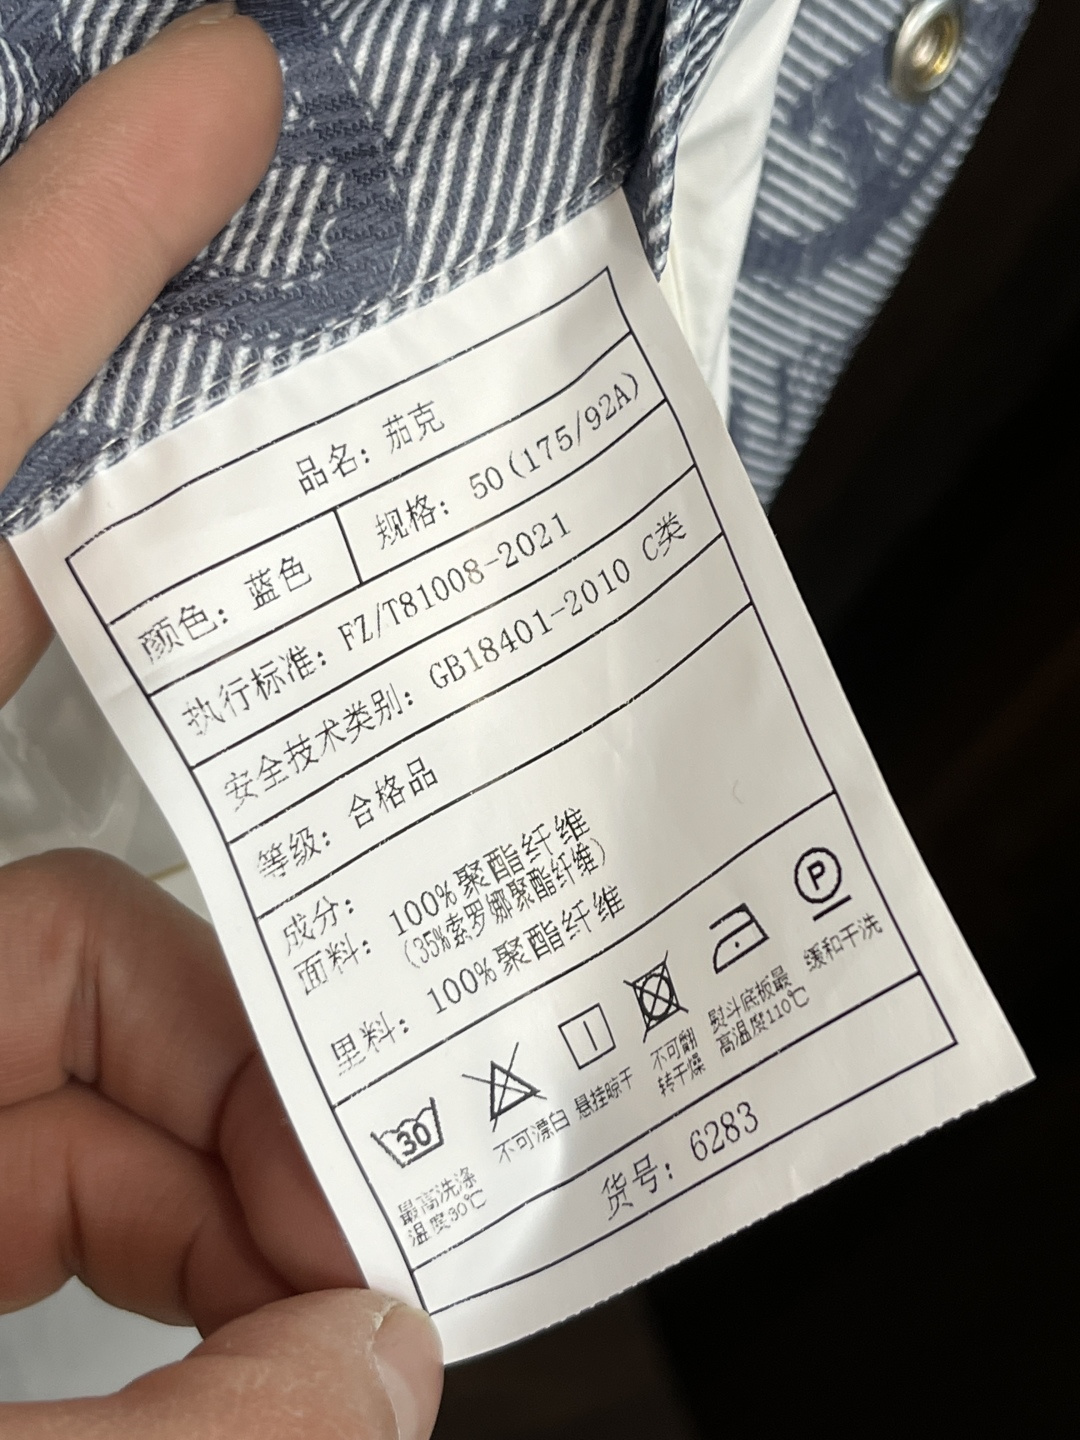 品名: 茄克
颜色: 蓝色
规格: 50(175/92A)
执行标准: FZ/T81008-2021
安全技术类别: GB18401-2010 C类
等级: 合格品
成分:
面料: 100%聚酯纤维
(35%索罗娜聚酯纤维)
里料: 100%聚酯纤维
30
最高洗涤
温度30℃
不可漂白
悬挂晾干
不可翻
转干燥
熨斗底板最
高温度110℃
P
缓和干洗
货号: 6283